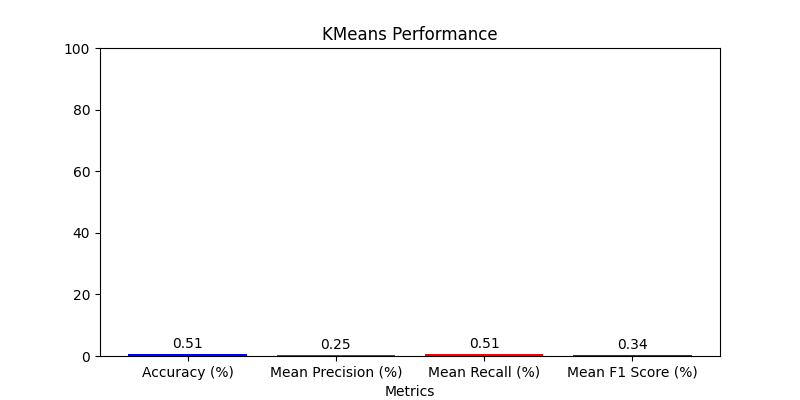 KMeans Performance
100
80
60
40
20
0
0.51 0.25 0.51 0.34
Accuracy (%) Mean Precision (%) Mean Recall (%) Mean F1 Score (%)
Metrics